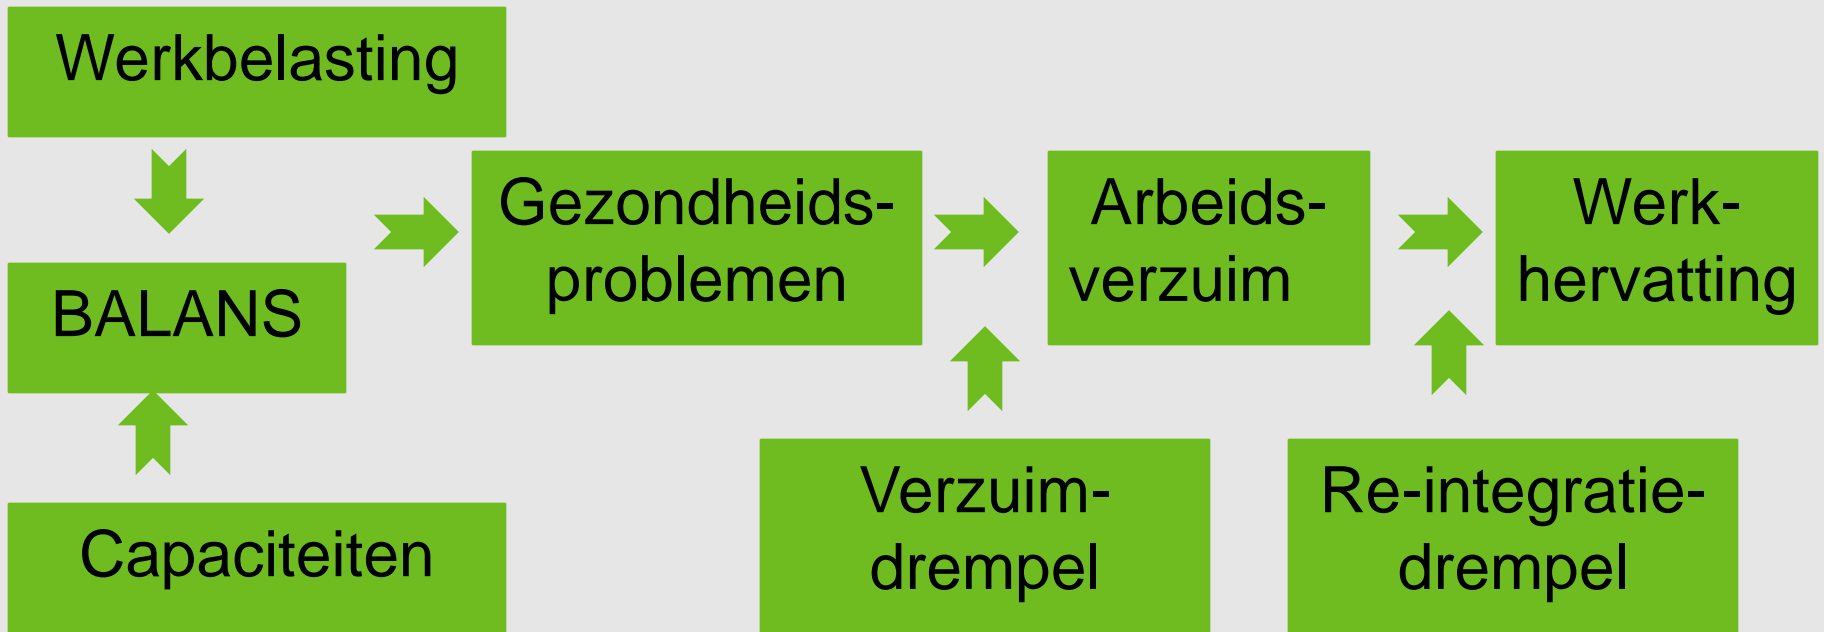 Werkbelasting
BALANS
Capaciteiten
Gezondheids-
problemen
Arbeids-
verzuim
Werk-
hervatting
Verzuim-
drempel
Re-integratie-
drempel